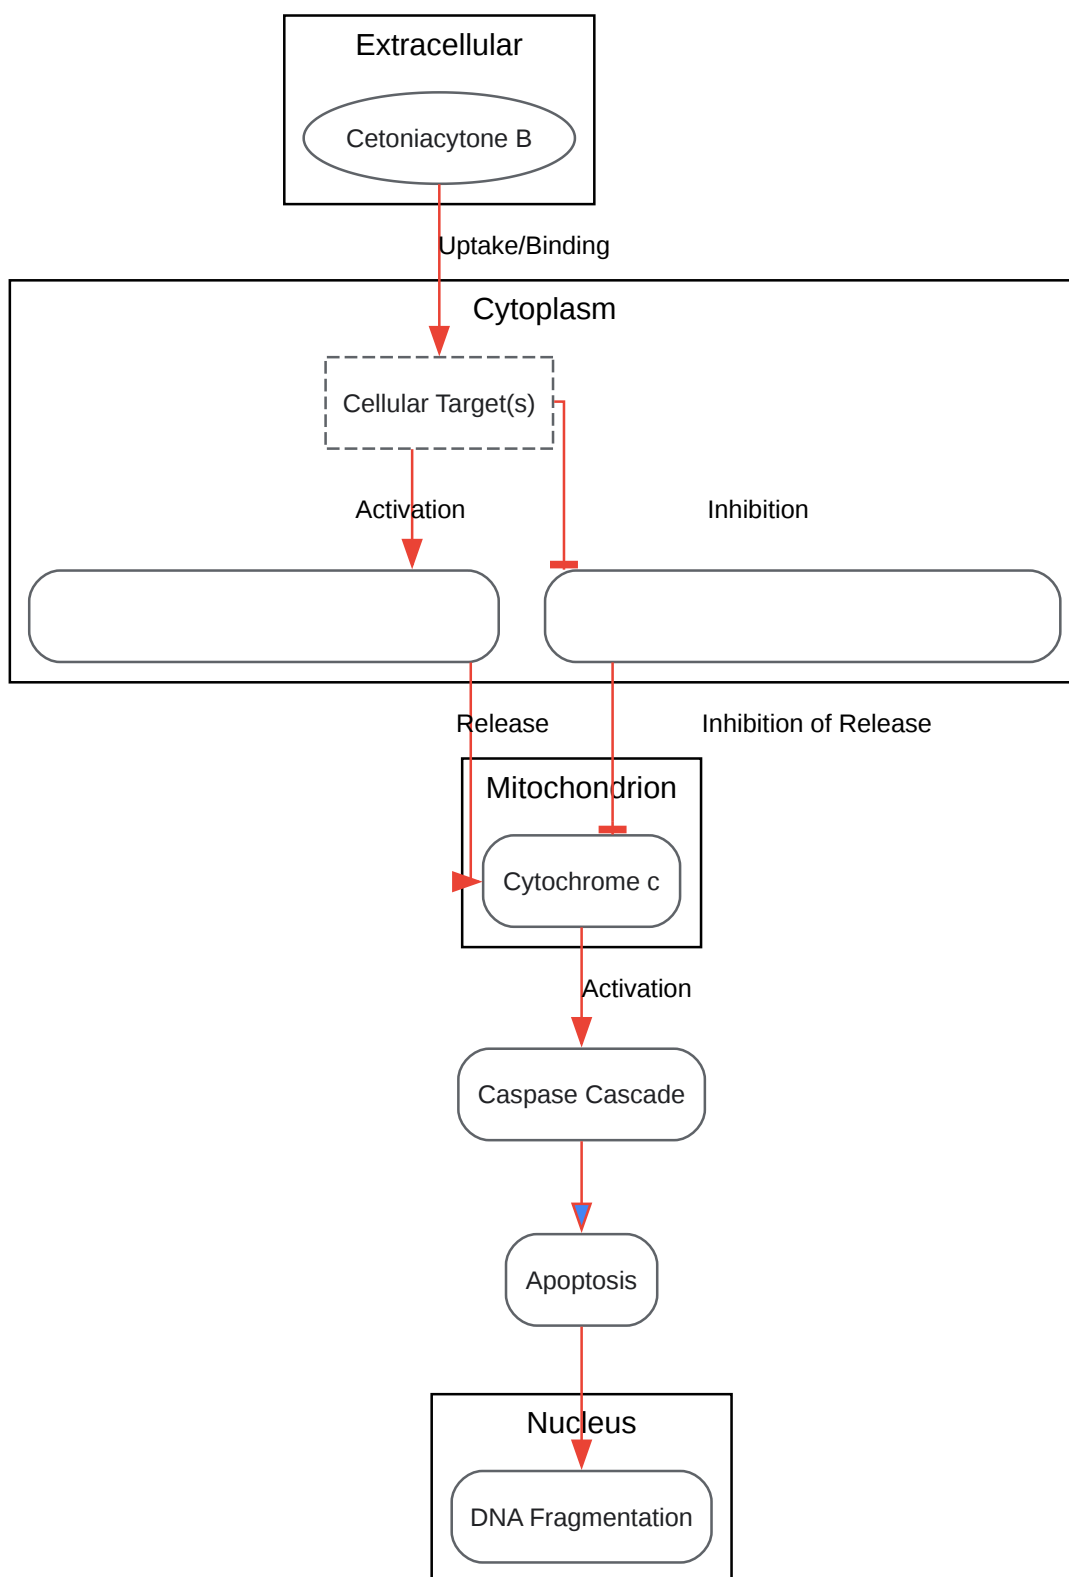 Extracellular
Cetoniacytone B
Uptake/Binding
Cytoplasm
Cellular Target(s)
Activation
Inhibition
Release
Inhibition of Release
Mitochondrion
Cytochrome c
Activation
Caspase Cascade
Apoptosis
Nucleus
DNA Fragmentation